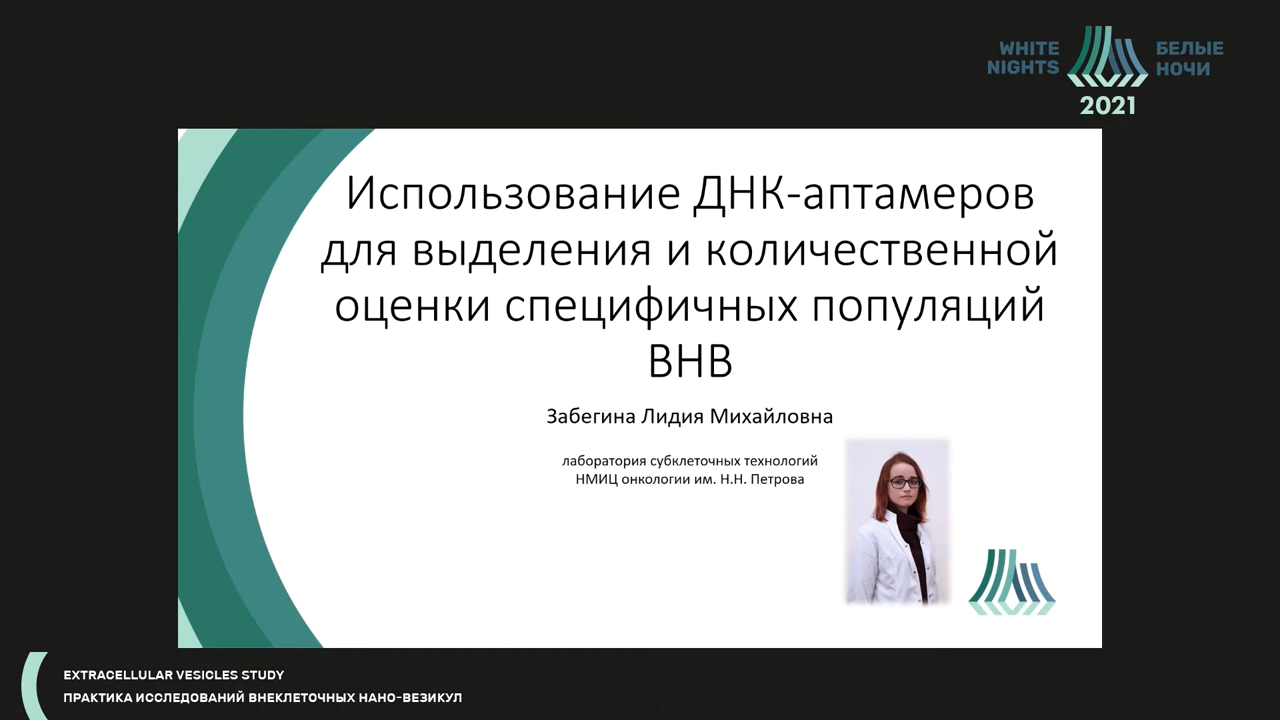 WHITE
NIGHTS
БЕЛЫЕ
НОЧИ
2021
Использование ДНК-аптамеров
для выделения и количественной
оценки специфичных популяций
ВНВ
Забегина Лидия Михайловна
лаборатория субклеточных технологий
НМИЦ онкологии им. Н.Н. Петрова
EXTRACELLULAR VESICLES STUDY
ПРАКТИКА ИССЛЕДОВАНИЙ ВНЕКЛЕТОЧНЫХ НАНО-ВЕЗИКУЛ